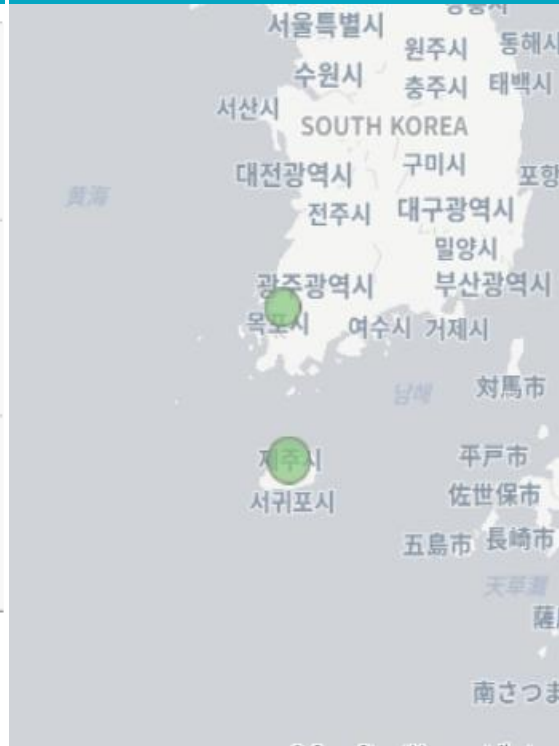 서울특별시
원주시
동해시
수원시
충주시
태백시
서산시
SOUTH KOREA
대전광역시
구미시
포항
黄海
전주시
대구광역시
밀양시
광주광역시
부산광역시
목포시
여수시
거제시
남해
対馬市
제주시
平戸市
서귀포시
佐世保市
五島市
長崎市
天草灘
薩
南さつま